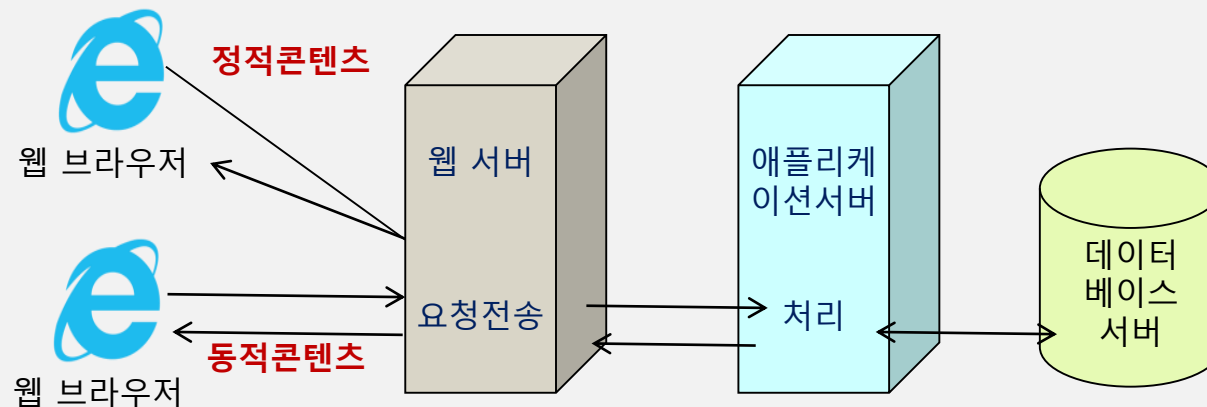 정적콘텐츠
웹 브라우저
웹 서버
애플리케
이션서버
데이터
베이스
서버
요청전송
처리
동적콘텐츠
웹 브라우저